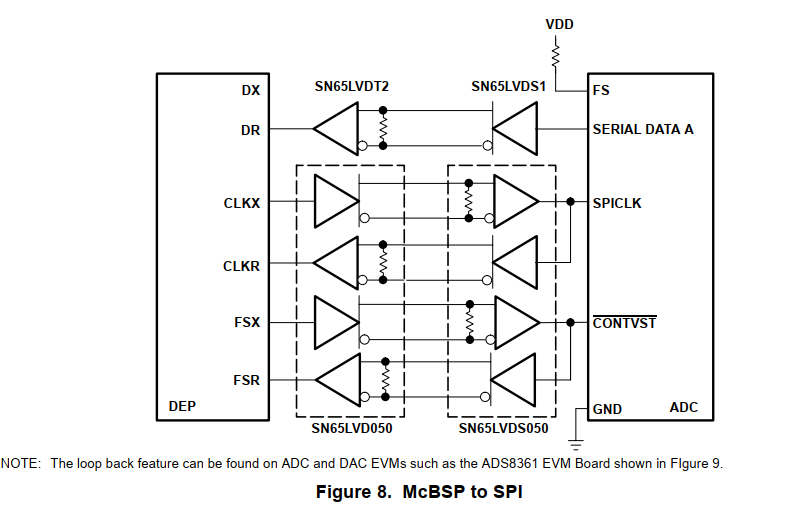 VDD
DX
SN65LVDT2
SN65LVDS1
FS
DR
SERIAL DATA A
CLKX
SPICLK
CLKR
FSX
CONTVST
FSR
DEP
GND
ADC
SN65LVD050
SN65LVDS050
NOTE: The loop back feature can be found on ADC and DAC EVMs such as the ADS8361 EVM Board shown in FIgure 9.
Figure 8. McBSP to SPI